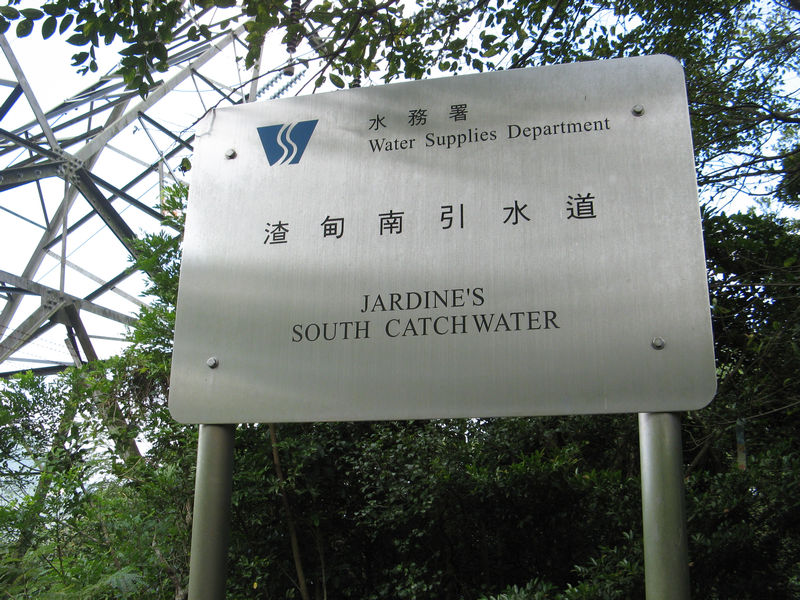 水務署
Water Supplies Department
渣甸南引水道
JARDINE'S
SOUTH CATCHWATER